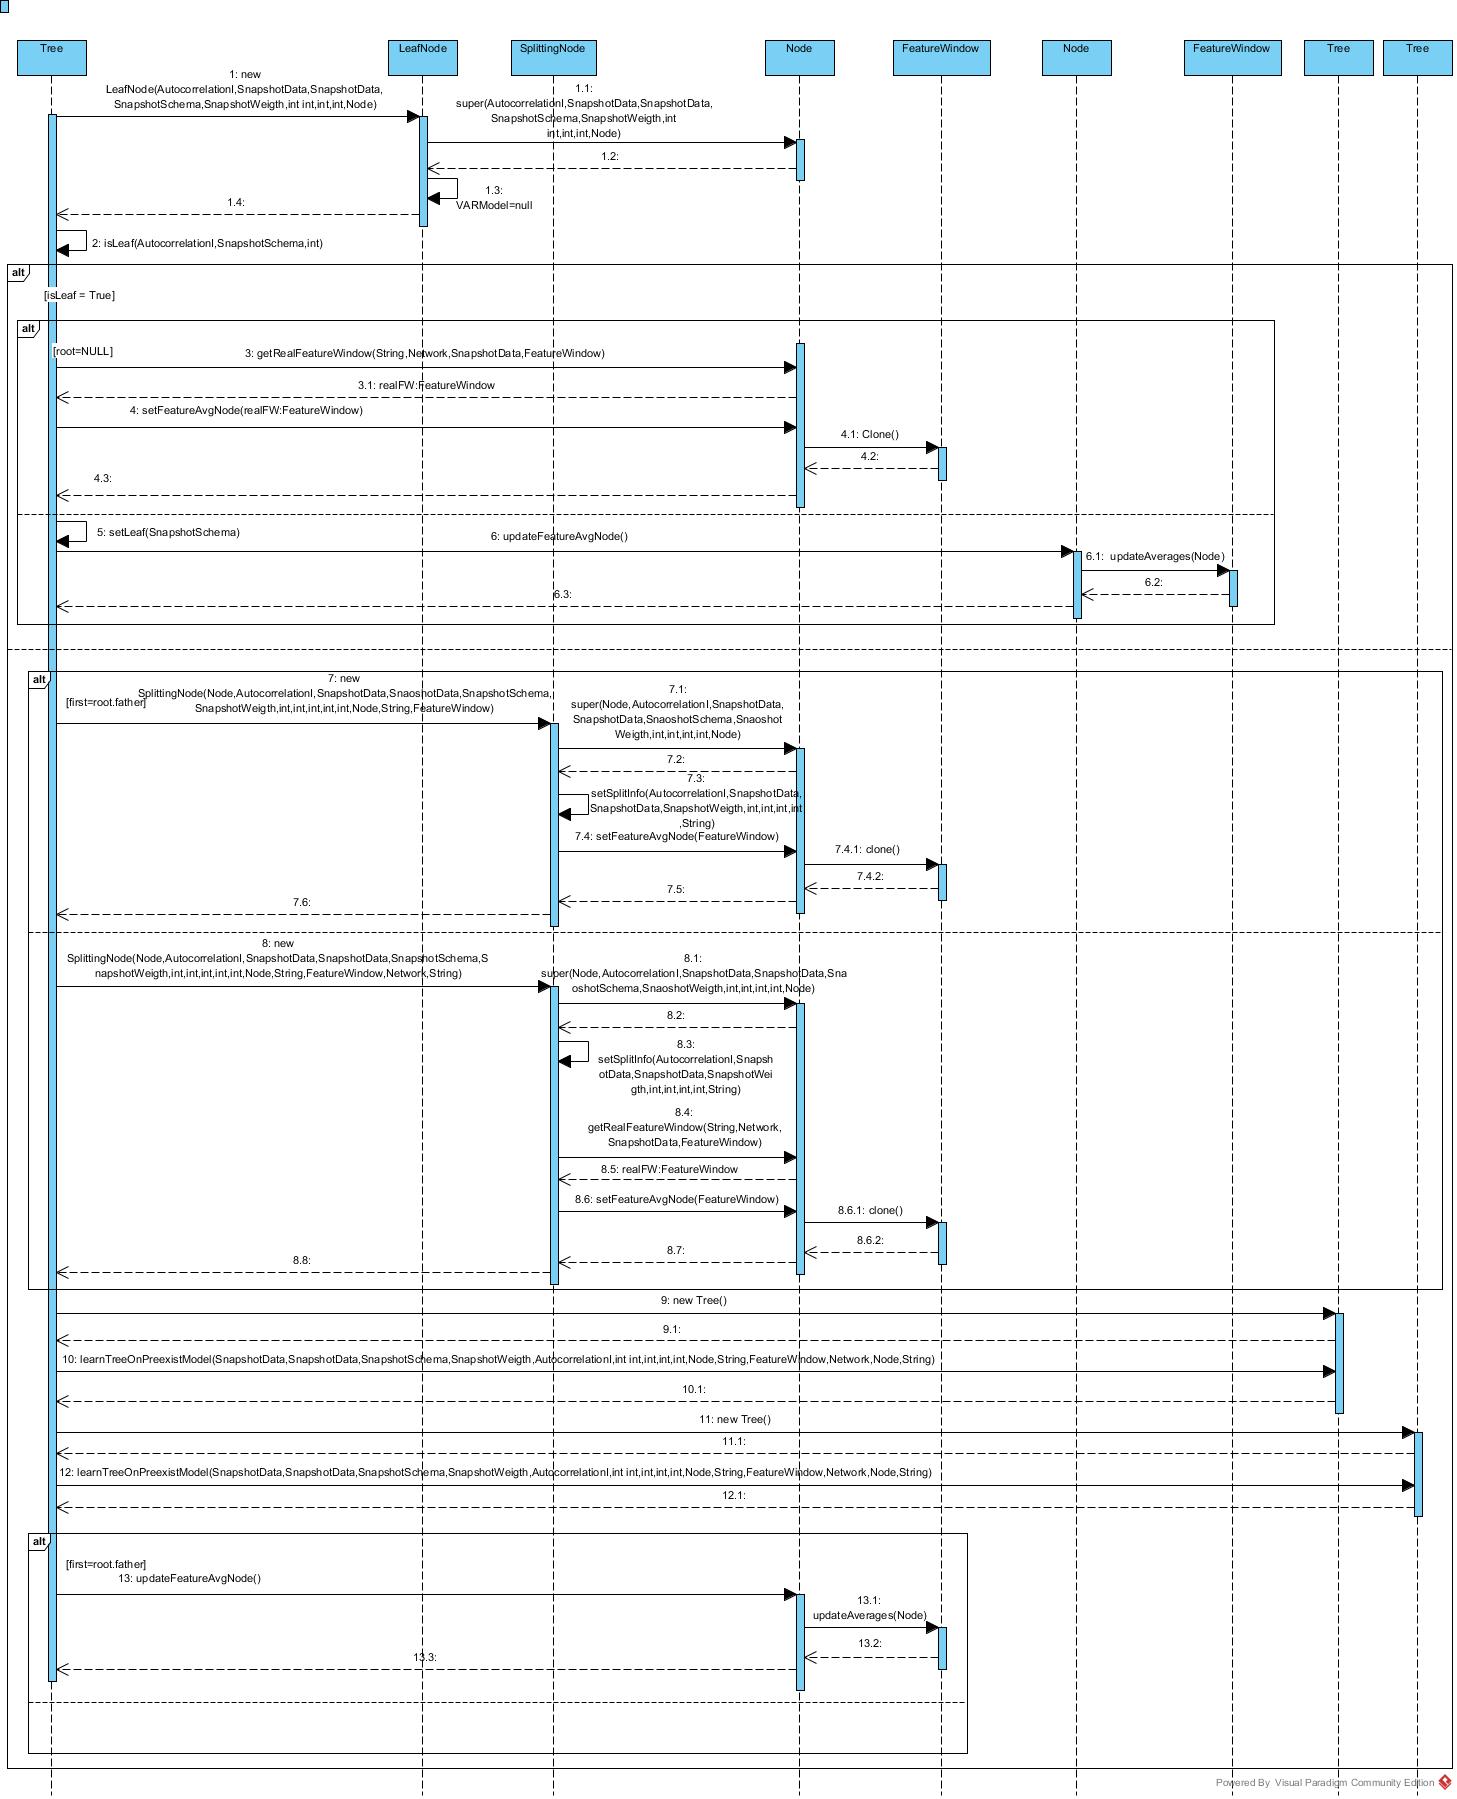 Tree
LeafNode
SplittingNode
Node
FeatureWindow
Node
FeatureWindow
Tree
Tree
1: new
LeafNode(AutocorrelationI,SnapshotData,SnapshotData,
SnapshotSchema,SnapshotWeigth,int int,int,int,Node)
1.1:
super(AutocorrelationI,SnapshotData,SnapshotData,
SnapshotSchema,SnapshotWeigth,int
int,int,int,Node)
1.2:
1.3:
VARModel=null
1.4:
2: isLeaf(AutocorrelationI,SnapshotSchema,int)
alt
[isLeaf = True]
alt
[root=NULL]
3: getRealFeatureWindow(String,Network,SnapshotData,FeatureWindow)
3.1: realFW:FeatureWindow
4: setFeatureAvgNode(realFW:FeatureWindow)
4.1: Clone()
4.2:
4.3:
5: setLeaf(SnapshotSchema)
6: updateFeatureAvgNode()
6.1:  updateAverages(Node)
6.2:
6.3:
alt
[first=root.father]
7: new
SplittingNode(Node,AutocorrelationI,SnapshotData,SnaoshotData,SnapshotSchema,
SnapshotWeigth,int,int,int,int,int,Node,String,FeatureWindow)
7.1:
super(Node,AutocorrelationI,SnapshotData,
SnapshotData,SnaoshotSchema,Snaoshot
Weigth,int,int,int,int,Node)
7.2:
7.3:
setSplitInfo(AutocorrelationI,SnapshotData,
SnapshotData,SnapshotWeigth,int,int,int,int
,String)
7.4: setFeatureAvgNode(FeatureWindow)
7.4.1: clone()
7.4.2:
7.5:
7.6:
8: new
SplittingNode(Node,AutocorrelationI,SnapshotData,SnapshotData,SnapshotSchema,S
napshotWeigth,int,int,int,int,int,Node,String,FeatureWindow,Network,String)
8.1:
super(Node,AutocorrelationI,SnapshotData,SnapshotData,Sna
oshotSchema,SnaoshotWeigth,int,int,int,int,Node)
8.2:
8.3:
setSplitInfo(AutocorrelationI,Snapsh
otData,SnapshotData,SnapshotWei
gth,int,int,int,int,String)
8.4:
getRealFeatureWindow(String,Network,
SnapshotData,FeatureWindow)
8.5: realFW:FeatureWindow
8.6: setFeatureAvgNode(FeatureWindow)
8.6.1: clone()
8.6.2:
8.7:
8.8:
9: new Tree()
9.1:
10: learnTreeOnPreexistModel(SnapshotData,SnapshotData,SnapshotSchema,SnapshotWeigth,AutocorrelationI,int int,int,int,int,Node,String,FeatureWindow,Network,Node,String)
10.1:
11: new Tree()
11.1:
12: learnTreeOnPreexistModel(SnapshotData,SnapshotData,SnapshotSchema,SnapshotWeigth,AutocorrelationI,int int,int,int,int,Node,String,FeatureWindow,Network,Node,String)
12.1:
alt
[first=root.father]
13: updateFeatureAvgNode()
13.1:
updateAverages(Node)
13.2:
13.3:
Powered By Visual Paradigm Community Edition